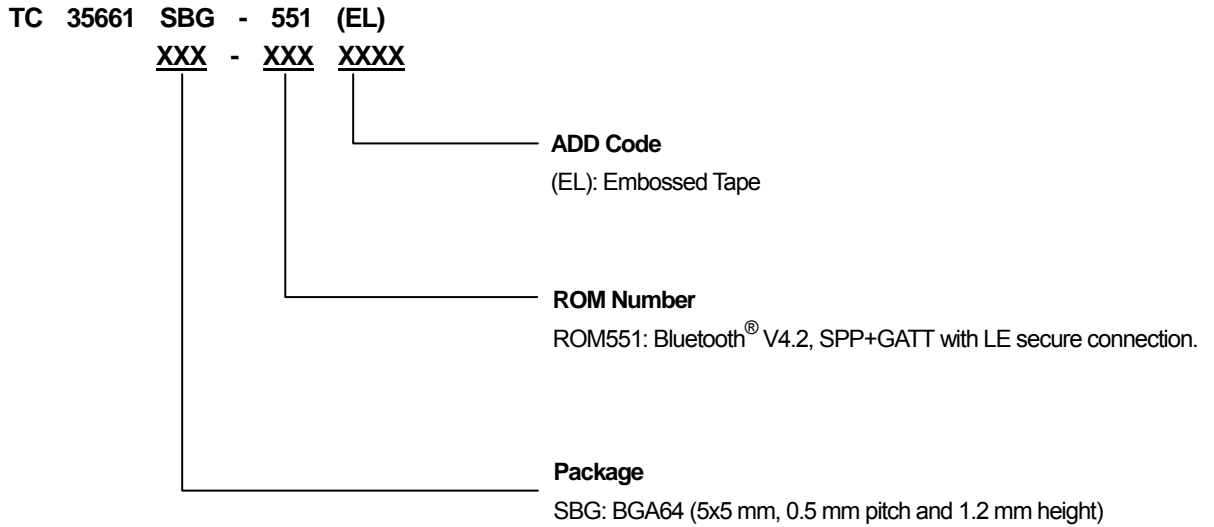 TC 35661 SBG - 551 (EL)
XXX - XXX XXXX
ADD Code
(EL): Embossed Tape
ROM Number
ROM551: Bluetooth® V4.2, SPP+GATT with LE secure connection.
Package
SBG: BGA64 (5x5 mm, 0.5 mm pitch and 1.2 mm height)